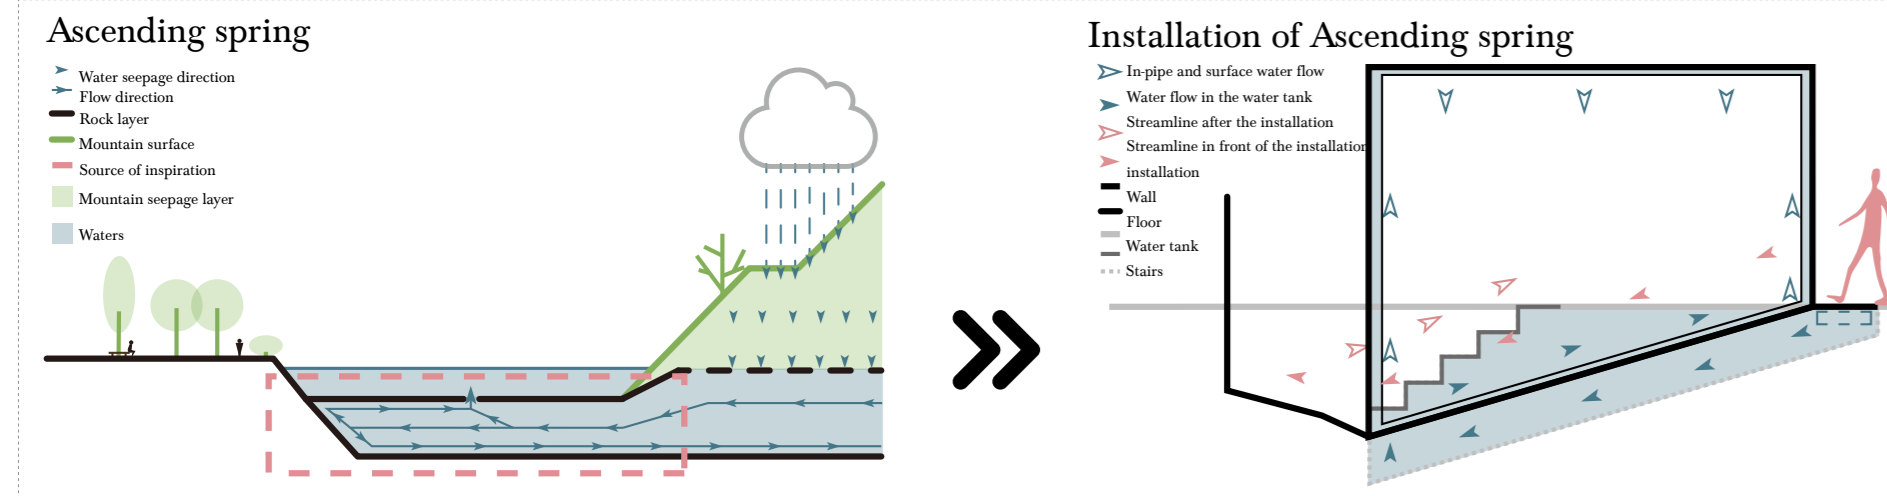 Ascending spring
Water seepage direction
Flow direction
Rock layer
Mountain surface
Source of inspiration
Mountain seepage layer
Waters
Installation of Ascending spring
In-pipe and surface water flow
Water flow in the water tank
Streamline after the installation
Streamline in front of the installation
installation
Wall
Floor
Water tank
Stairs